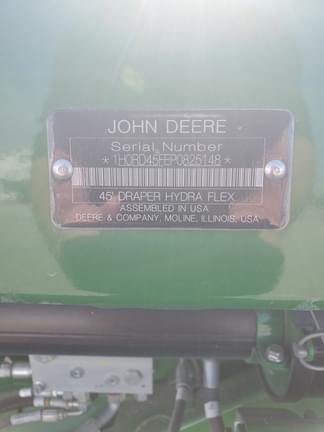 JOHN DEERE
Serial Number
*1H0RD45FEP0825148*
45' DRAPER HYDRA FLEX
ASSEMBLED IN USA
DEERE & COMPANY, MOLINE, ILLINOIS, USA